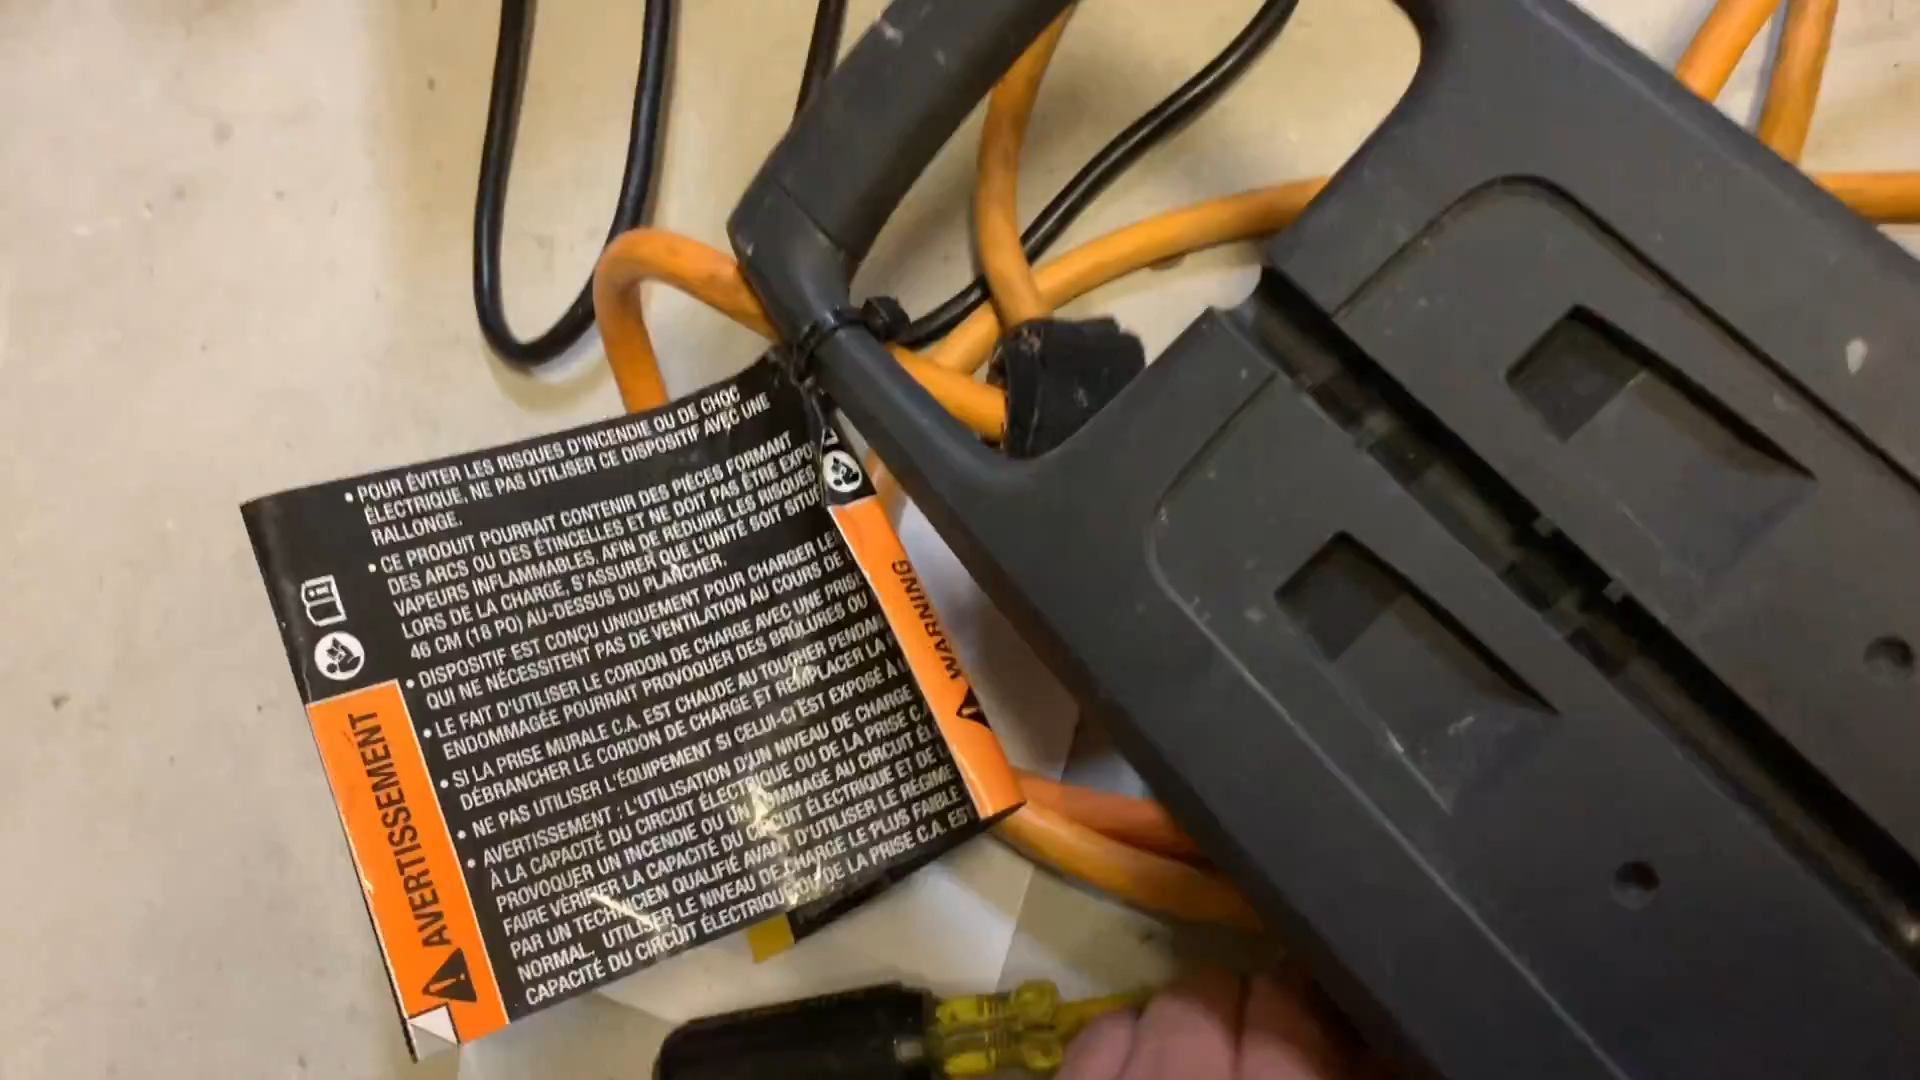 • POUR ÉVITER LES RISQUES D'INCENDIE OU DE CHOC
ÉLECTRIQUE, NE PAS UTILISER CE DISPOSITIF AVEC UNE
RALLONGE.
• CE PRODUIT POURRAIT CONTENIR DES PIÈCES FORMANT
DES ARCS OU DES ÉTINCELLES ET NE DOIT PAS ÊTRE EXPO
VAPEURS INFLAMMABLES. AFIN DE RÉDUIRE LES RISQUES
LORS DE LA CHARGE, S'ASSURER QUE L'UNITÉ SOIT SITUÉ
46 CM (18 PO) AU-DESSUS DU PLANCHER.
• DISPOSITIF EST CONÇU UNIQUEMENT POUR CHARGER LE
QUI NE NÉCESSITENT PAS DE VENTILATION AU COURS DE
• LE FAIT D'UTILISER LE CORDON DE CHARGE AVEC UNE PRISE
ENDOMMAGÉE POURRAIT PROVOQUER DES BRÛLURES OU
• SI LA PRISE MURALE C.A. EST CHAUDE AU TOUCHER PENDAN
DÉBRANCHER LE CORDON DE CHARGE ET REMPLACER LA
• NE PAS UTILISER L'ÉQUIPEMENT SI CELUI-CI EST EXPOSÉ À
• AVERTISSEMENT : L'UTILISATION D'UN NIVEAU DE CHARGE
À LA CAPACITÉ DU CIRCUIT ÉLECTRIQUE OU DE LA PRISE C.
PROVOQUER UN INCENDIE OU UN DOMMAGE AU CIRCUIT ÉL
FAIRE VÉRIFIER LA CAPACITÉ DU CIRCUIT ÉLECTRIQUE ET DE
PAR UN TECHNICIEN QUALIFIÉ AVANT D'UTILISER LE RÉGIME
NORMAL. UTILISER LE NIVEAU DE CHARGE LE PLUS FAIBLE
CAPACITÉ DU CIRCUIT ÉLECTRIQUE OU DE LA PRISE C.A. EST
AVERTISSEMENT
WARNING